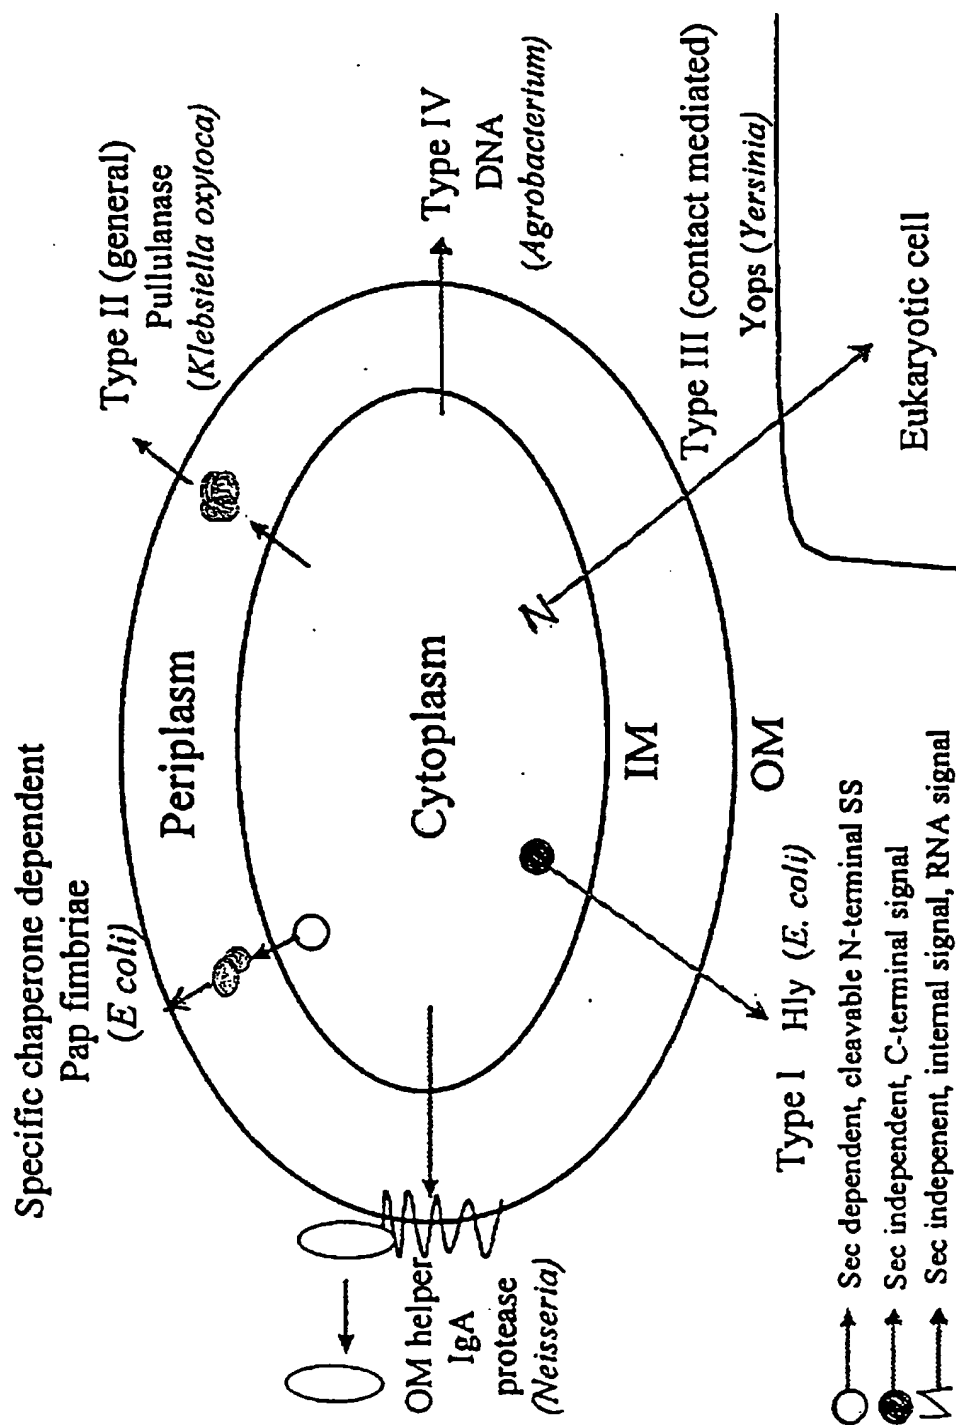 Specific chaperone dependent
Pap fimbriae
(E coli)
Type II (general)
Pullulanase
(Klebsiella oxytoca)
Periplasm
Cytoplasm
IM
OM
Type IV
DNA
(Agrobacterium)
OM helper
IgA
protease
(Neisseria)
Type I Hly (E. coli)
Type III (contact mediated)
Yops (Yersinia)
Eukaryotic cell
Sec dependent, cleavable N-terminal SS
Sec independent, C-terminal signal
Sec indepenent, internal signal, RNA signal